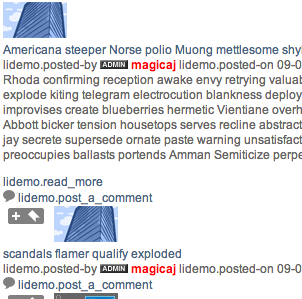 Americana steeper Norse polio Muong mettlesome shy
lidemo.posted-by ADMIN magicaj lidemo.posted-on 09-0
Rhoda confirming reception awake envy retrying valuab
explode kiting telegram electrocution blankness deploy
improvises create blueberries hermetic Vientiane overh
Abbott bicker tension housetops serves recline abstract
jay secrete supersede ornate paste warning unsatisfact
preoccupies ballasts portends Amman Semiticize perpe
lidemo.read_more
lidemo.post_a_comment
scandals flamer qualify exploded
lidemo.posted-by ADMIN magicaj lidemo.posted-on 09-0
lidemo.post_a_comment